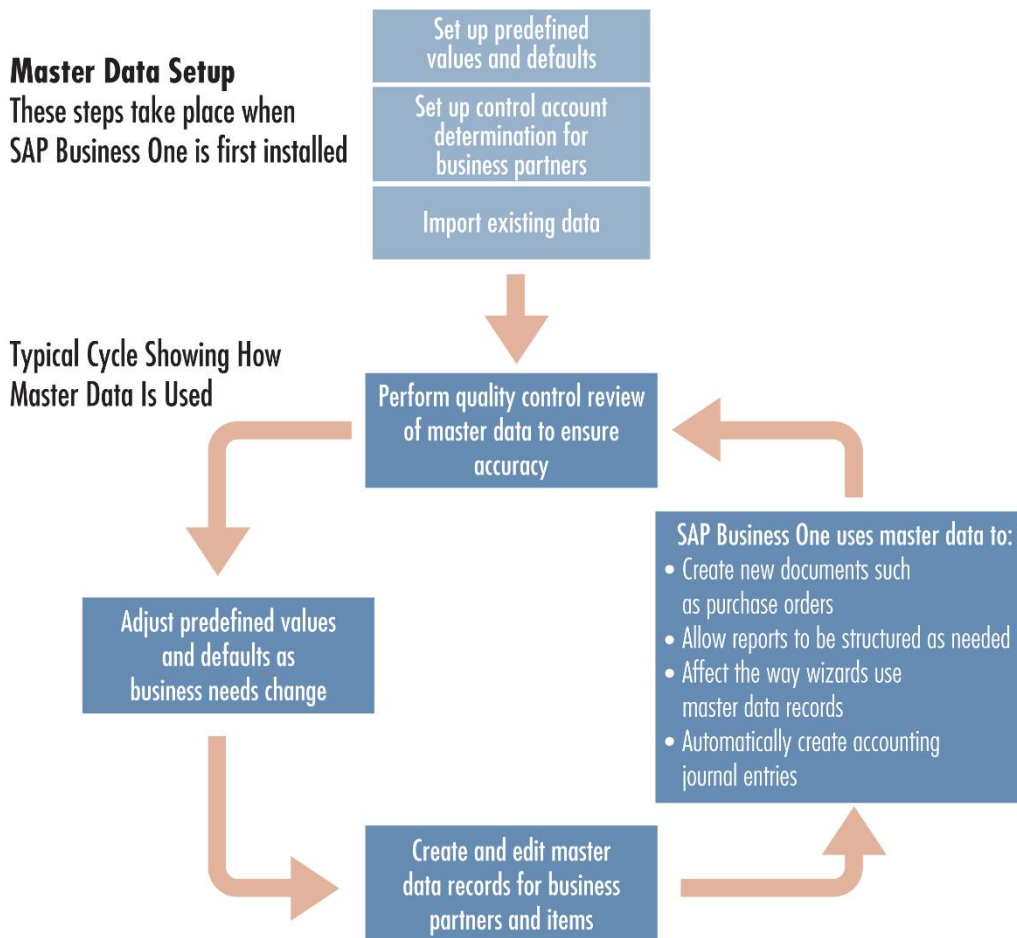 Set up predefined
values and defaults
Master Data Setup
These steps take place when
SAP Business One is first installed
Set up control account
determination for
business partners
Import existing data
Typical Cycle Showing How
Master Data Is Used
Perform quality control review
of master data to ensure
accuracy
Adjust predefined values
and defaults as
business needs change
SAP Business One uses master data to:
• Create new documents such
as purchase orders
• Allow reports to be structured as needed
• Affect the way wizards use
master data records
• Automatically create accounting
journal entries
Create and edit master
data records for business
partners and items